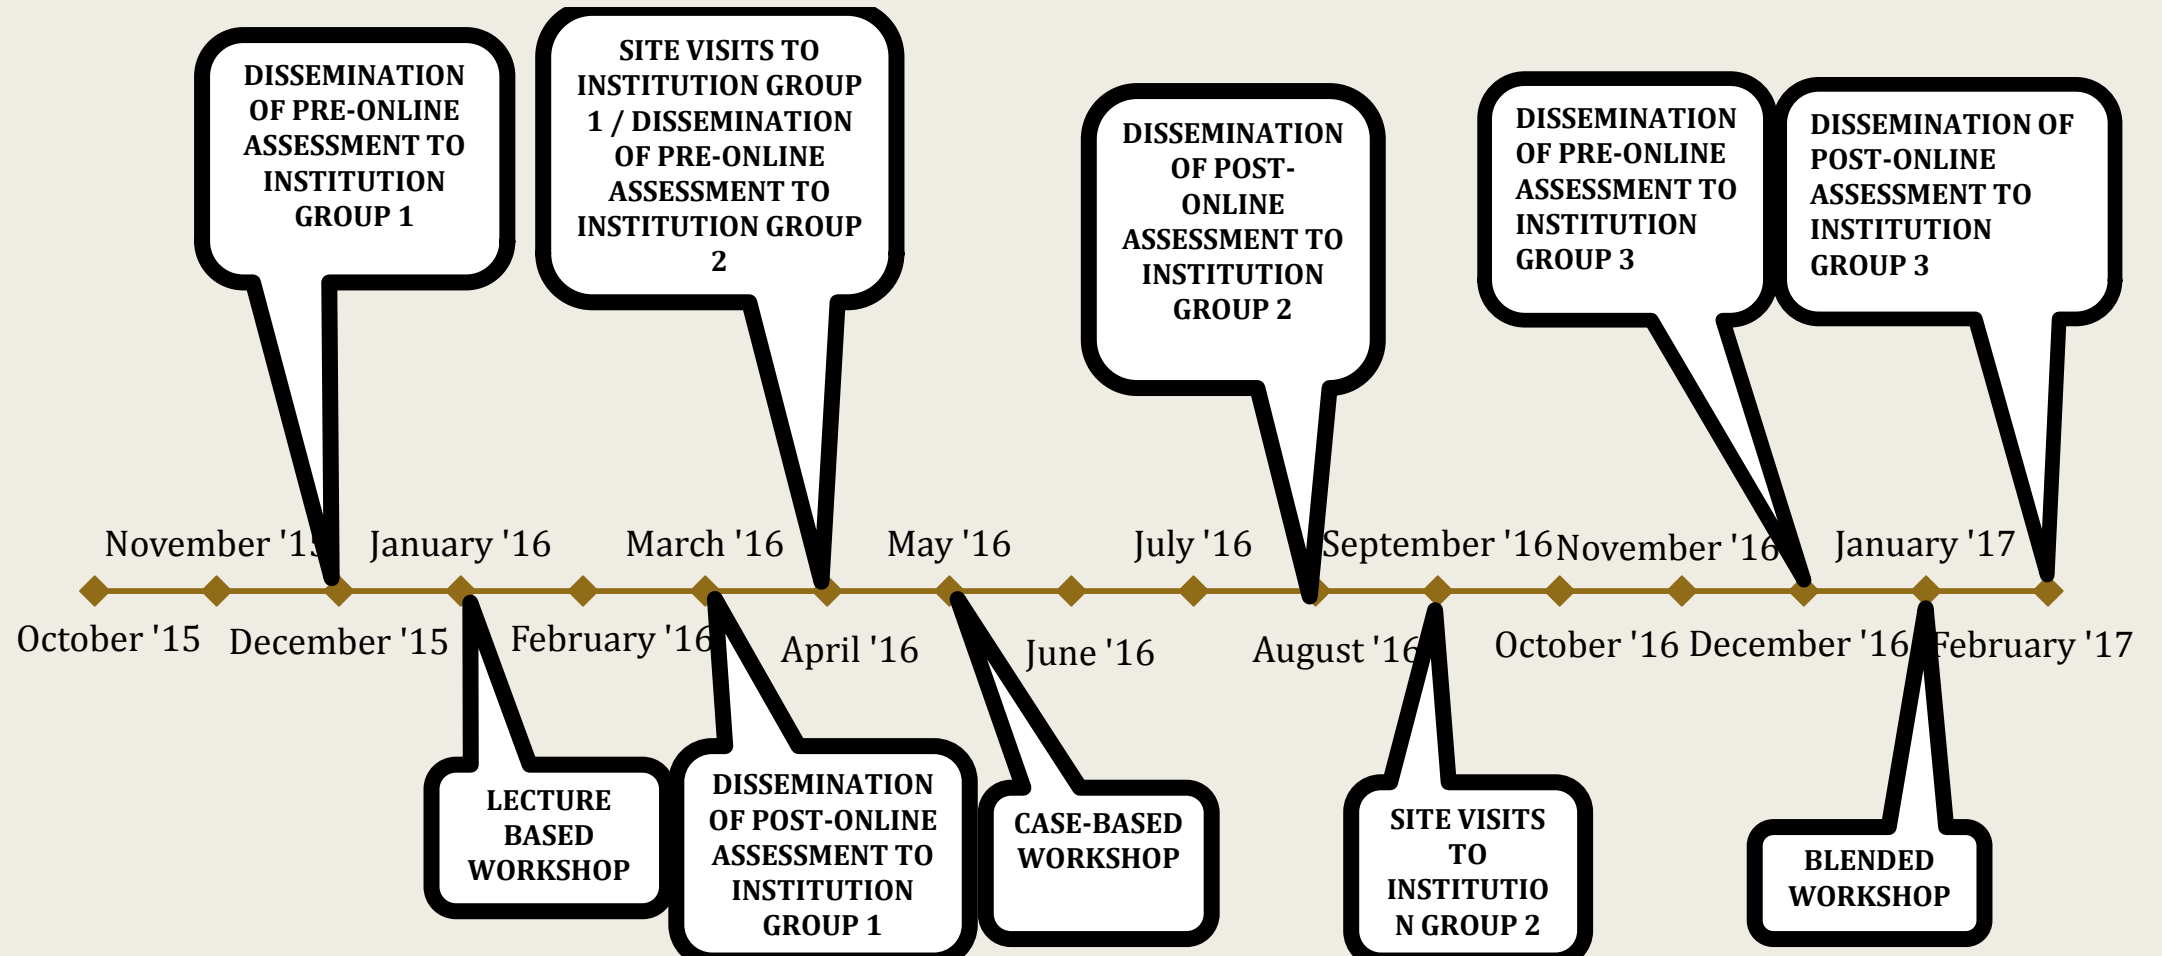 DISSEMINATION
OF PRE-ONLINE
ASSESSMENT TO
INSTITUTION
GROUP 1
SITE VISITS TO
INSTITUTION GROUP
1 / DISSEMINATION
OF PRE-ONLINE
ASSESSMENT TO
INSTITUTION GROUP
2
DISSEMINATION
OF POST-
ONLINE
ASSESSMENT TO
INSTITUTION
GROUP 2
DISSEMINATION
OF PRE-ONLINE
ASSESSMENT TO
INSTITUTION
GROUP 3
DISSEMINATION OF
POST-ONLINE
ASSESSMENT TO
INSTITUTION
GROUP 3
November '15
January '16
March '16
May '16
July '16
September '16
November '16
January '17
October '15
December '15
February '16
April '16
June '16
August '16
October '16
December '16
February '17
LECTURE
BASED
WORKSHOP
DISSEMINATION
OF POST-ONLINE
ASSESSMENT TO
INSTITUTION
GROUP 1
CASE-BASED
WORKSHOP
SITE VISITS
TO
INSTITUTIO
N GROUP 2
BLENDED
WORKSHOP